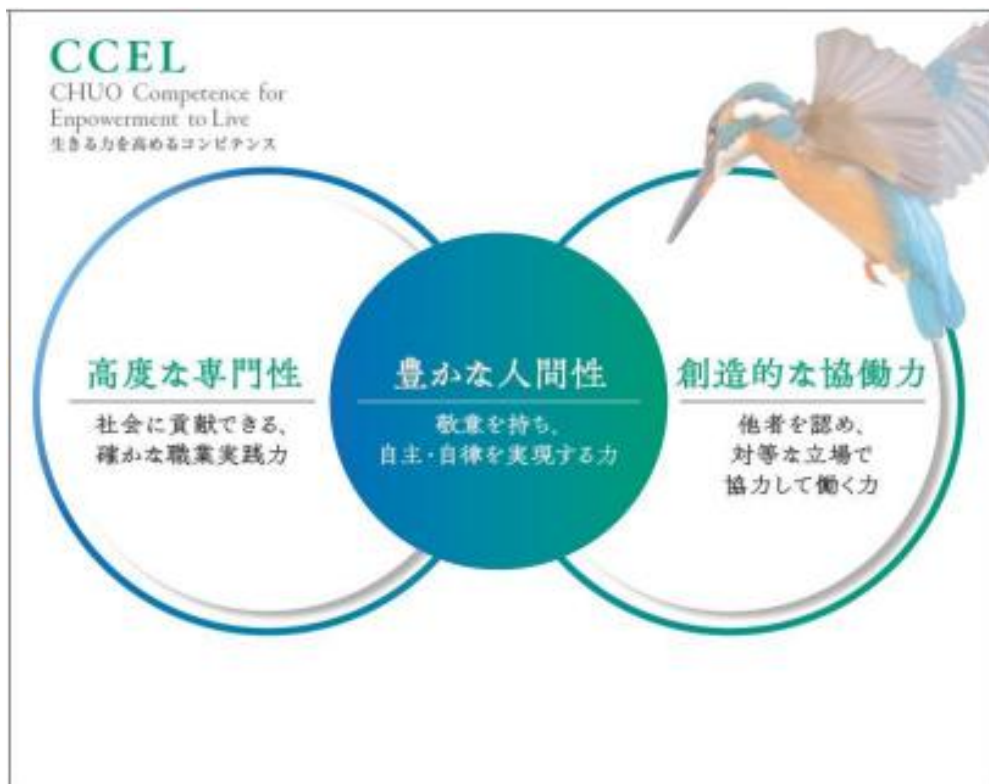 CCEL
CHUO Competence for
Enpowerment to Live
生きる力を高めるコンピテンス
高度な専門性
社会に貢献できる、
確かな職業実践力
豊かな人間性
敬意を持ち、
自主・自律を実現する力
創造的な協働力
他者を認め、
対等な立場で
協力して働く力